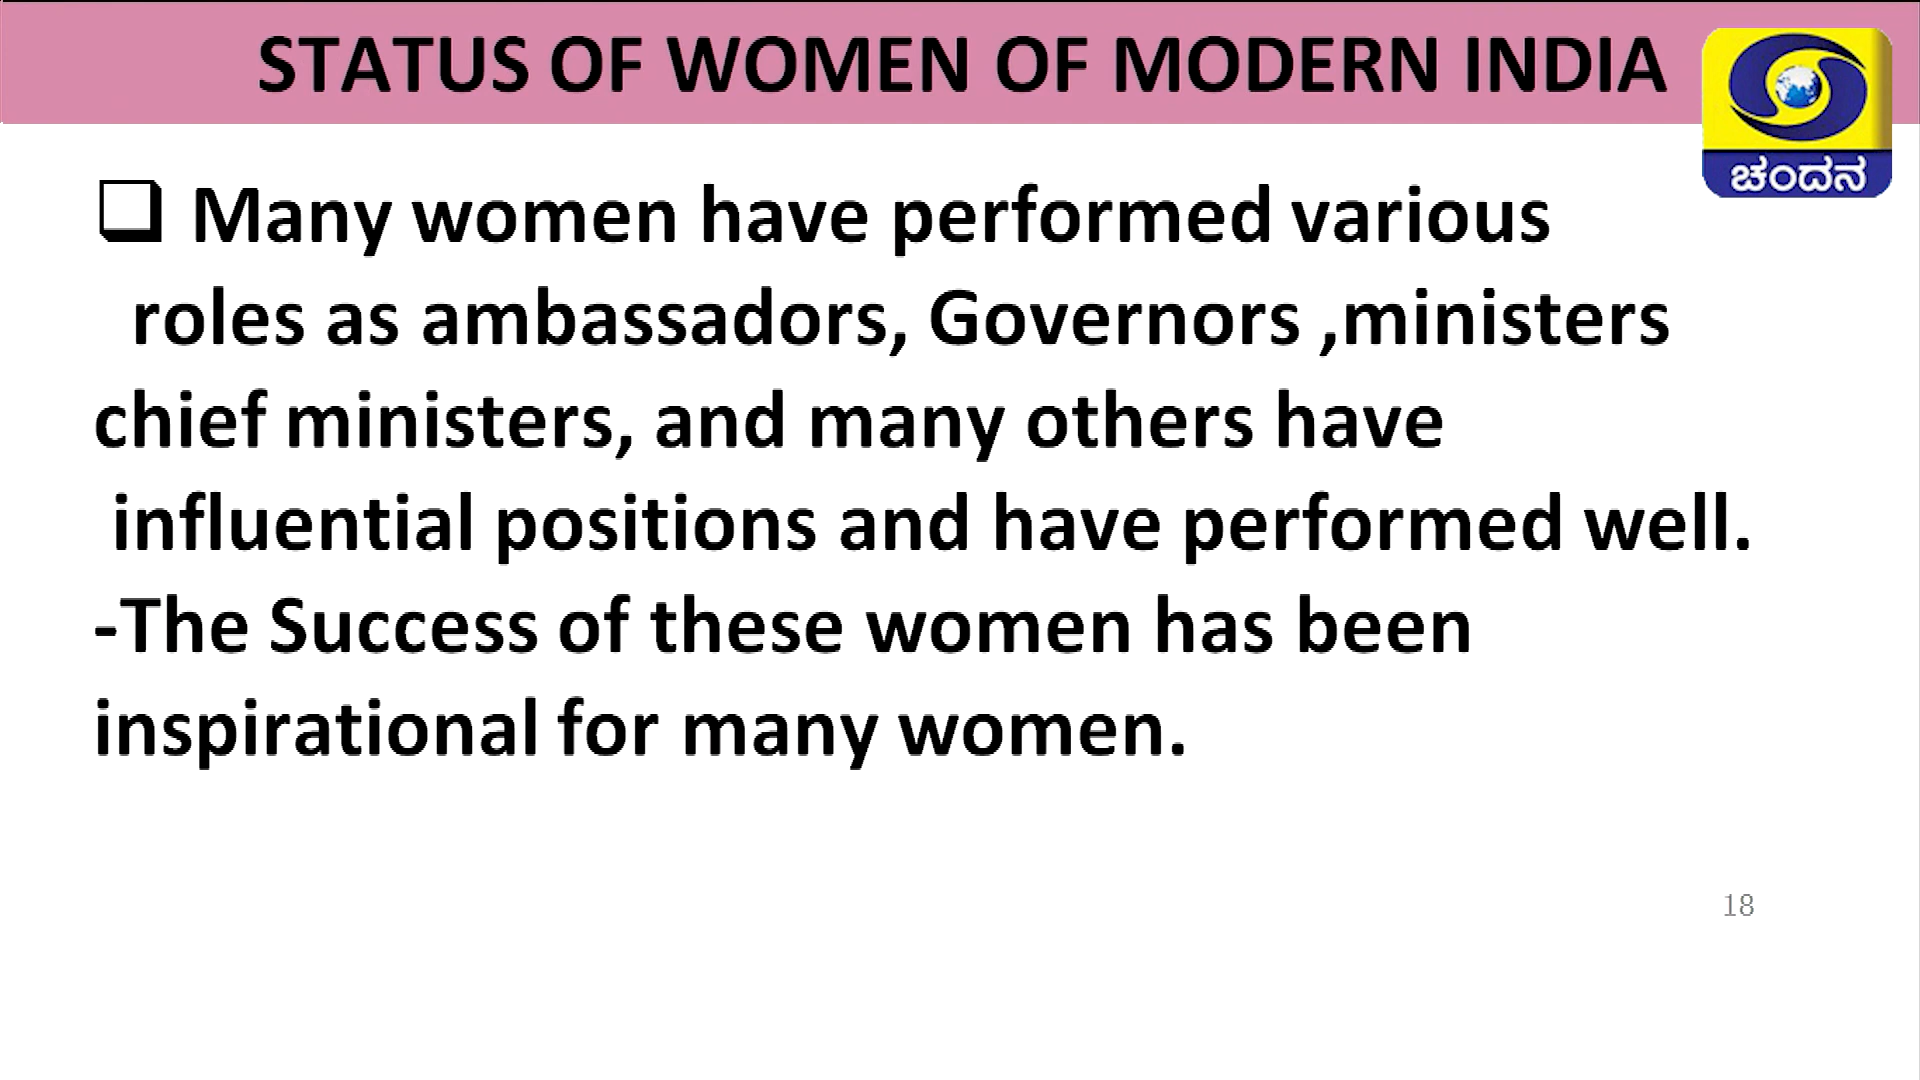 STATUS OF WOMEN OF MODERN INDIA
ಚಂದನ
❑ Many women have performed various
roles as ambassadors, Governors ,ministers
chief ministers, and many others have
influential positions and have performed well.
-The Success of these women has been
inspirational for many women.
18